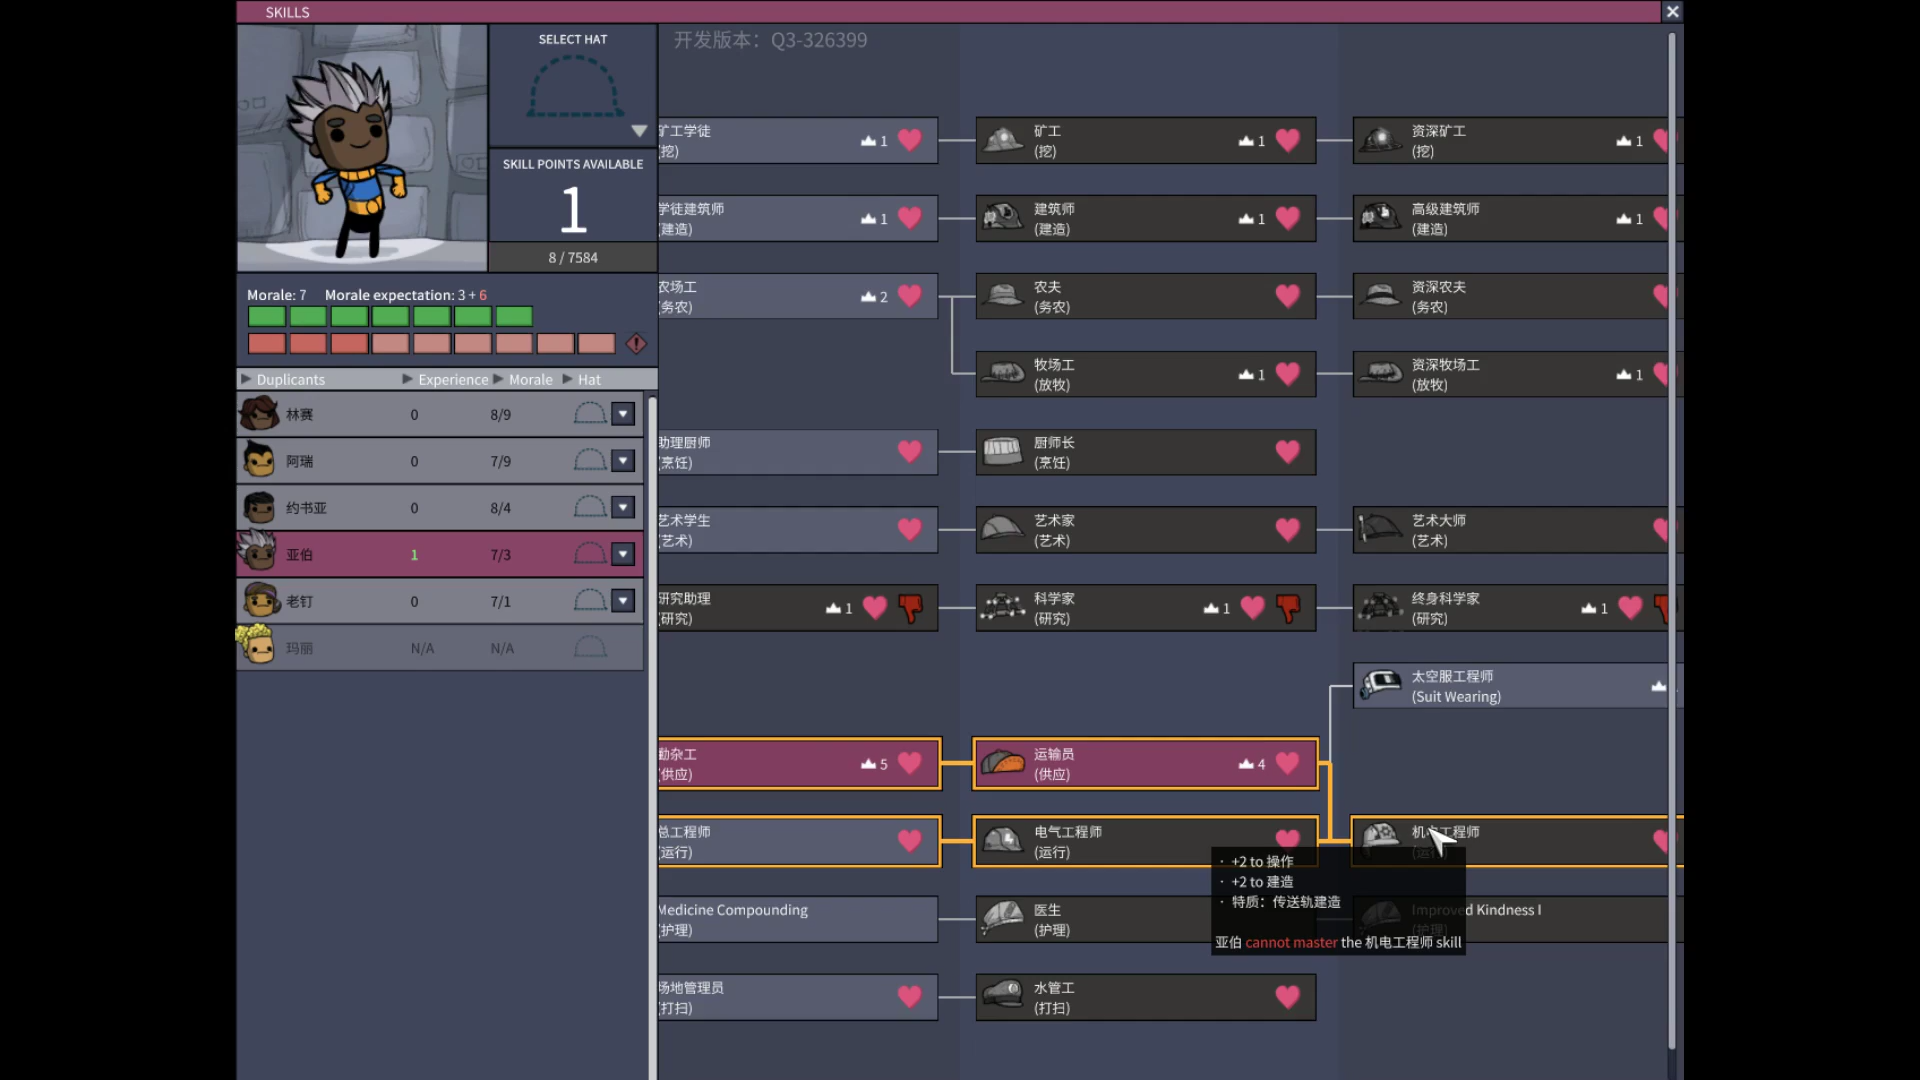 SKILLS
SELECT HAT
SKILL POINTS AVAILABLE
1
8 / 7584
Morale: 7 Morale expectation: 3 + 6
Duplicants Experience Morale Hat
林赛 0 8/9
阿瑞 0 7/9
约书亚 0 8/4
亚伯 1 7/3
老钉 0 7/1
玛丽 N/A N/A
开发版本：Q3-326399
矿工学徒 1
(挖)
矿工 1
(挖)
资深矿工 1
(挖)
学徒建筑师 1
(建造)
建筑师 1
(建造)
高级建筑师 1
(建造)
农场工 2
(务农)
农夫
(务农)
资深农夫
(务农)
牧场工 1
(放牧)
资深牧场工 1
(放牧)
助理厨师
(烹饪)
厨师长
(烹饪)
艺术学生
(艺术)
艺术家
(艺术)
艺术大师
(艺术)
研究助理 1
(研究)
科学家 1
(研究)
终身科学家 1
(研究)
太空服工程师
(Suit Wearing)
勤杂工 5
(供应)
运输员 4
(供应)
总工程师
(运行)
电气工程师
(运行)
机电工程师
(运行)
· +2 to 操作
· +2 to 建造
· 特质：传送轨建造
亚伯 cannot master the 机电工程师 skill
Medicine Compounding
(护理)
医生
(护理)
Improved Kindness I
(护理)
场地管理员
(打扫)
水管工
(打扫)